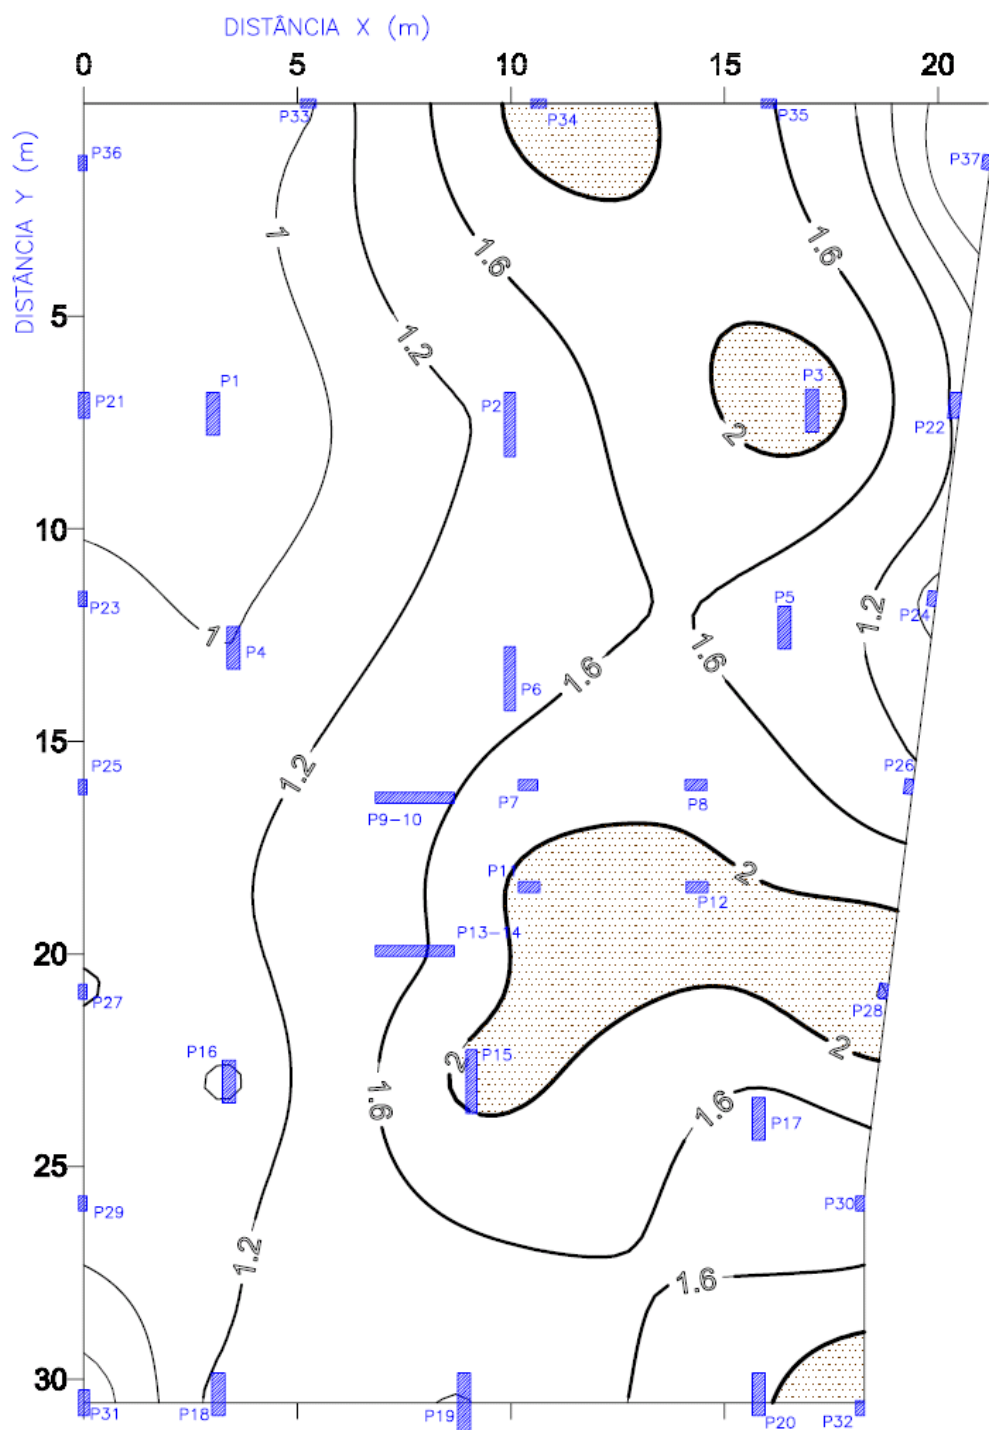 DISTÂNCIA X (m)
0 5 10 15 20
DISTÂNCIA Y (m)
P33 P34 P35
P36 P37
1 1.6 1.6
5
1.2
P1 P3
P21 P2 P22
2
10
P23 P5 P24
1 1.2
P4 1.6
P6 1.6
15
P25 1.2 P26
P9-10 P7 P8
P11 2
P12
P13-14
20
P27 P28
P16 P15 2 2
1.6 1.6 P17
25
P29 P30
1.2 1.6
30
P31 P18 P19 P20 P32